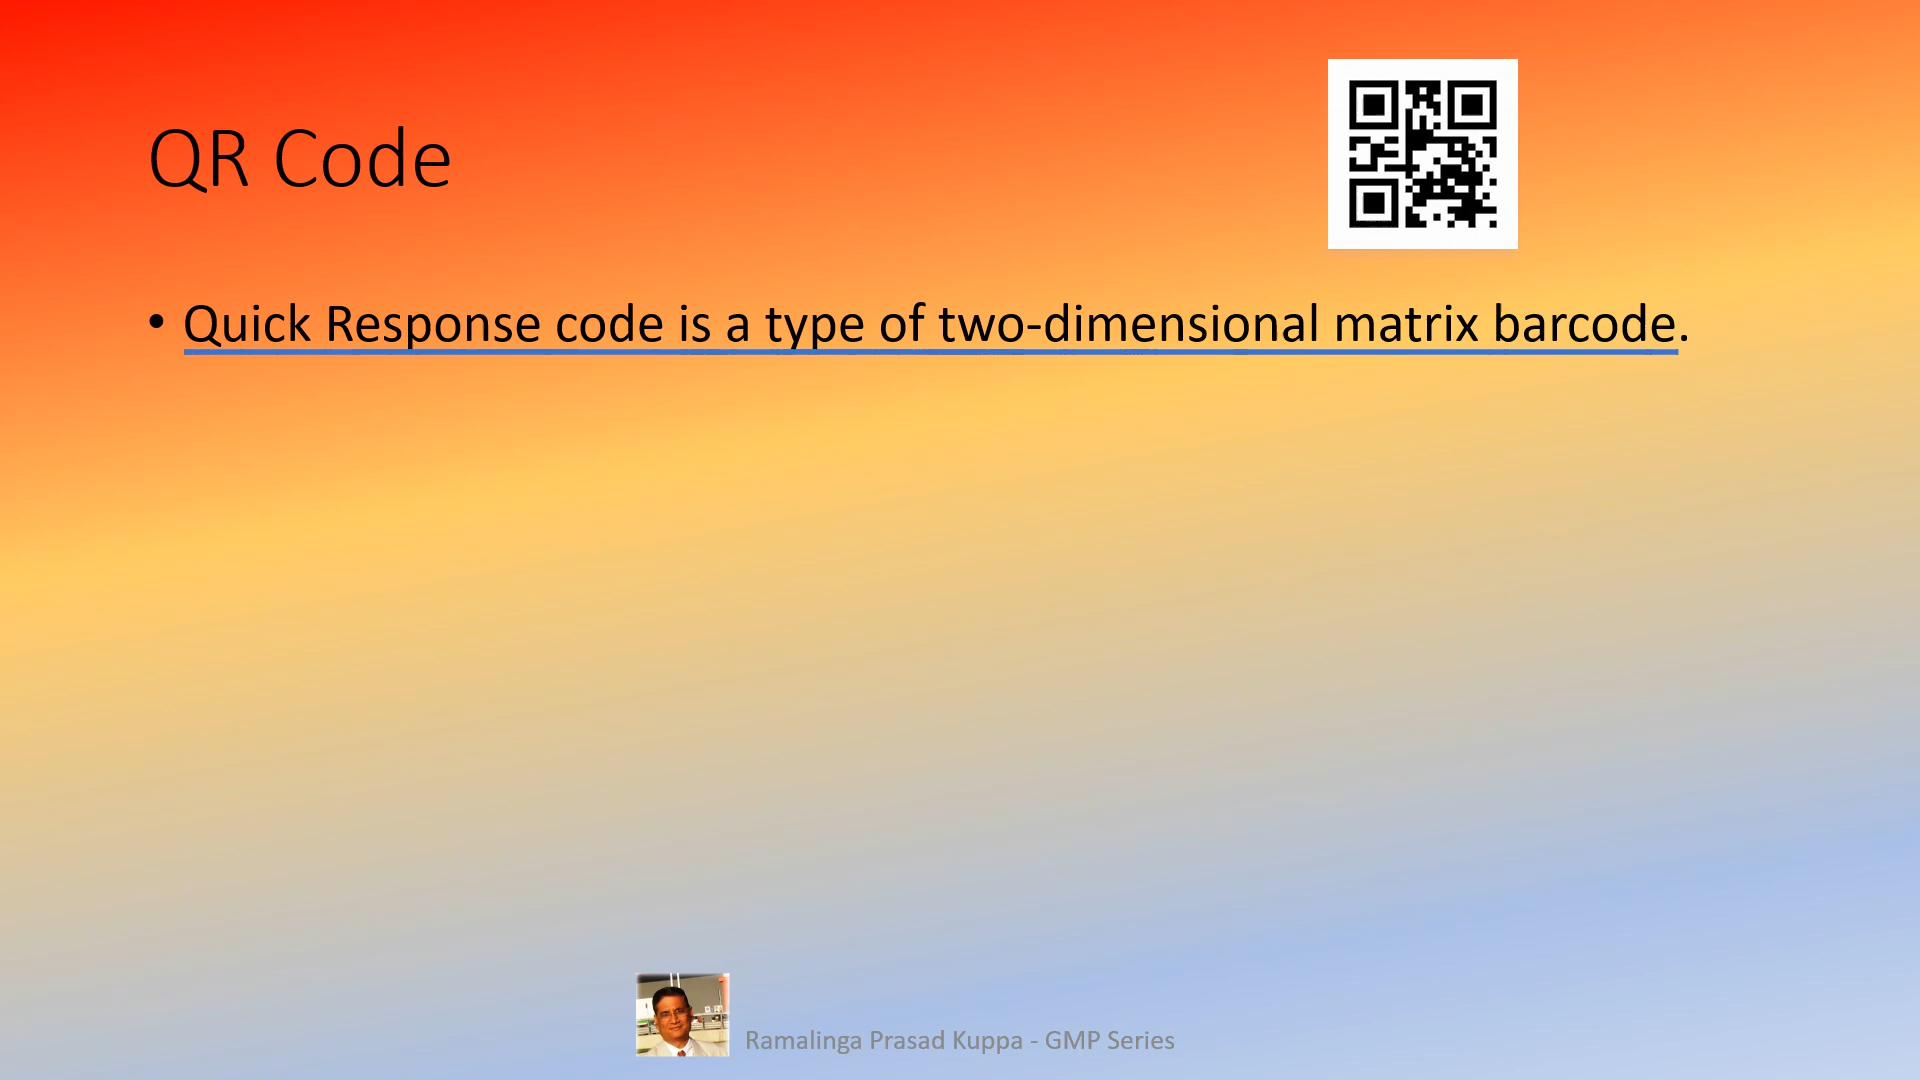 QR Code
• Quick Response code is a type of two-dimensional matrix barcode.
Ramalinga Prasad Kuppa - GMP Series